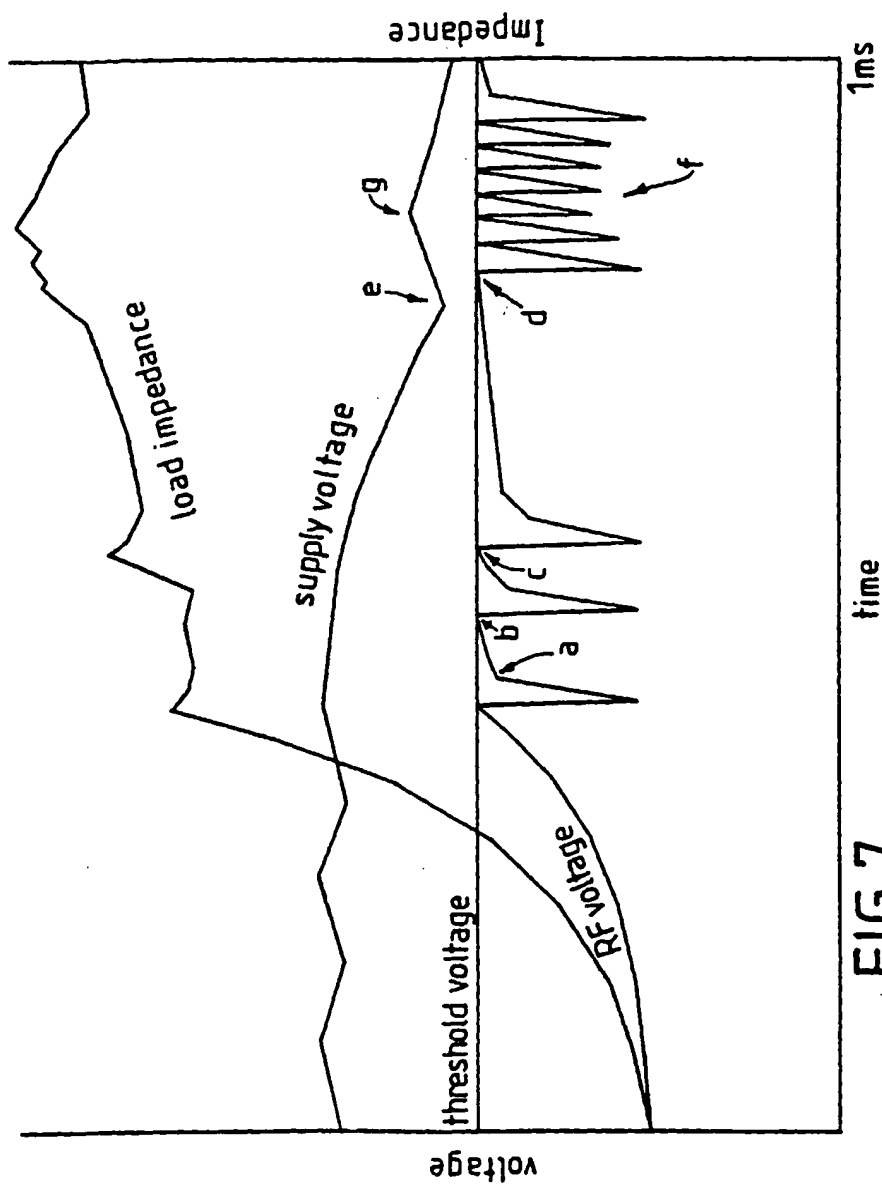 Impedance
load impedance
supply voltage
g
e
threshold voltage
RF voltage
a
b
c
d
f
voltage
time
1ms
FIG 7